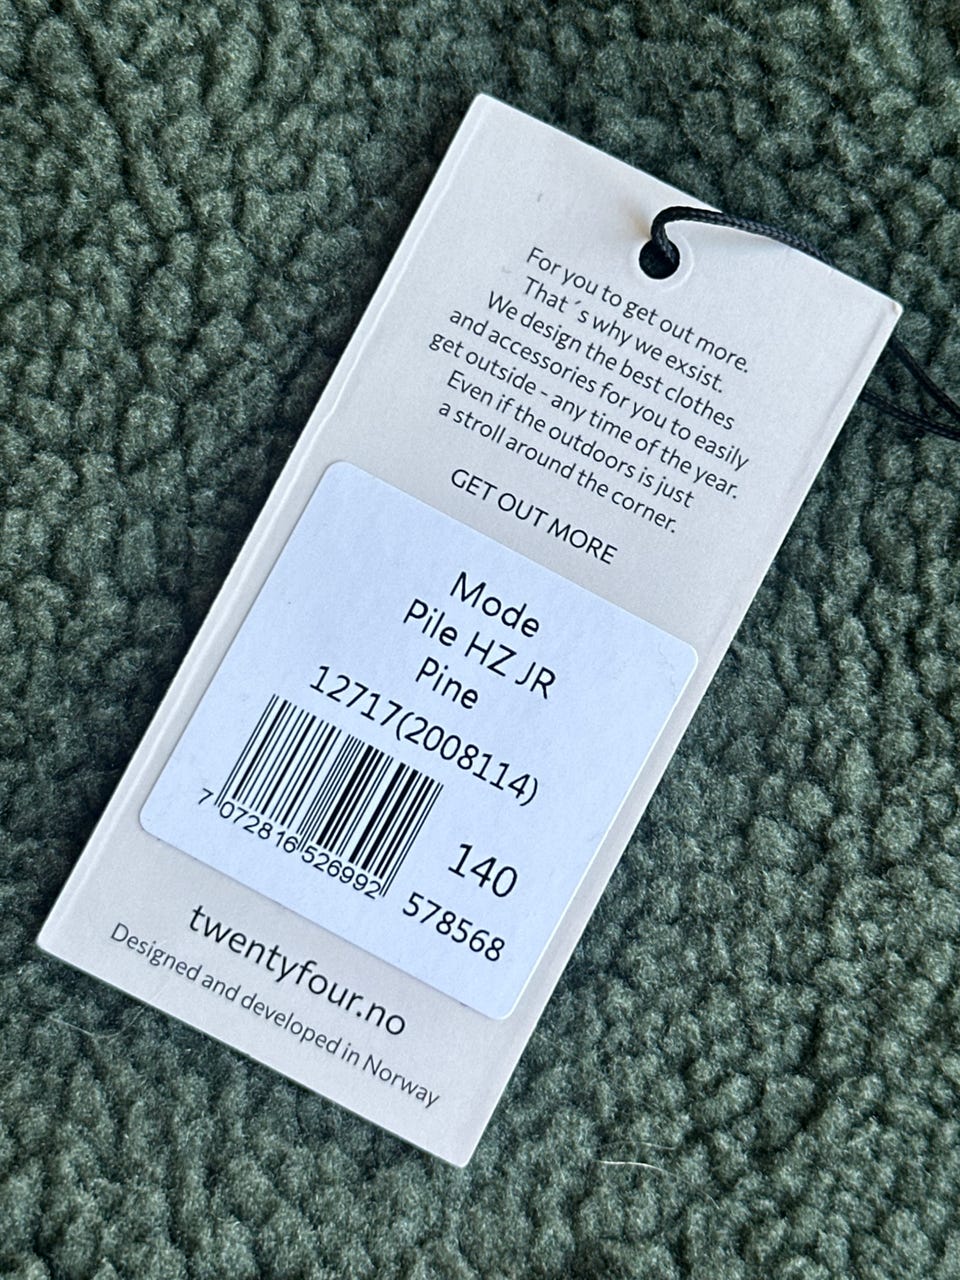 For you to get out more.
That´s why we exsist.
We design the best clothes
and accessories for you to easily
get outside - any time of the year.
Even if the outdoors is just
a stroll around the corner.
GET OUT MORE
Mode
Pile HZ JR
Pine
12717(2008114)
7 072816 526992
140
578568
twentyfour.no
Designed and developed in Norway